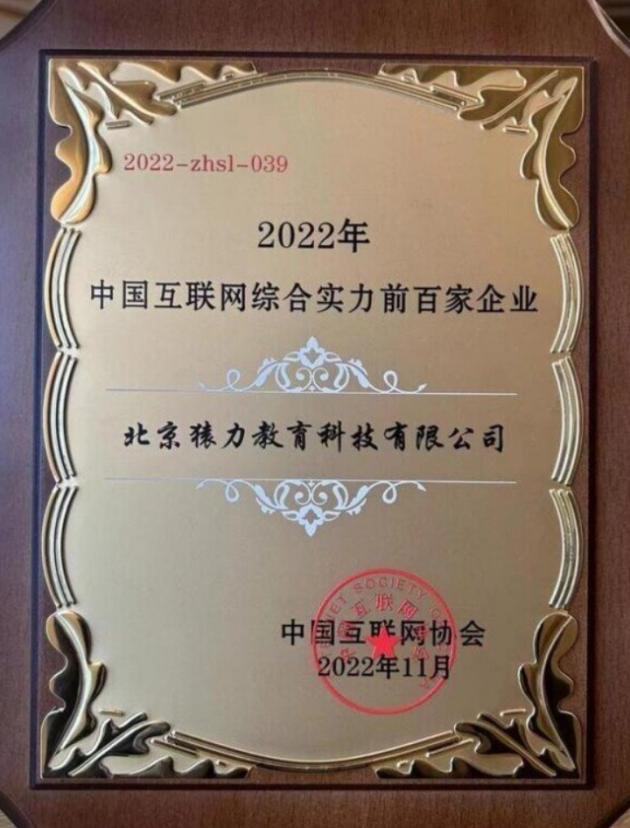 2022-zhsl-039
2022年
中国互联网综合实力前百家企业
北京猿力教育科技有限公司
中国互联网协会
2022年11月